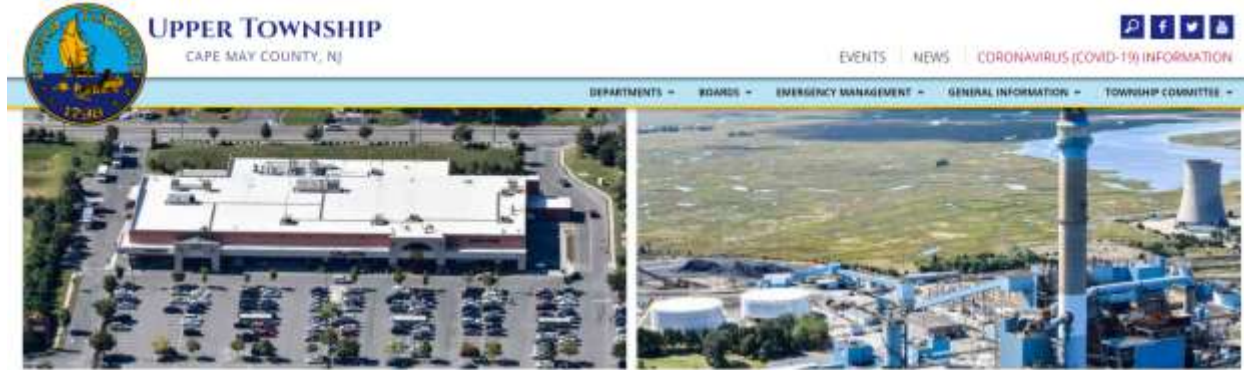 UPPER TOWNSHIP
CAPE MAY COUNTY, NJ
EVENTS NEWS CORONAVIRUS (COVID-19) INFORMATION
DEPARTMENTS BOARDS EMERGENCY MANAGEMENT GENERAL INFORMATION TOWNSHIP COMMITTEE